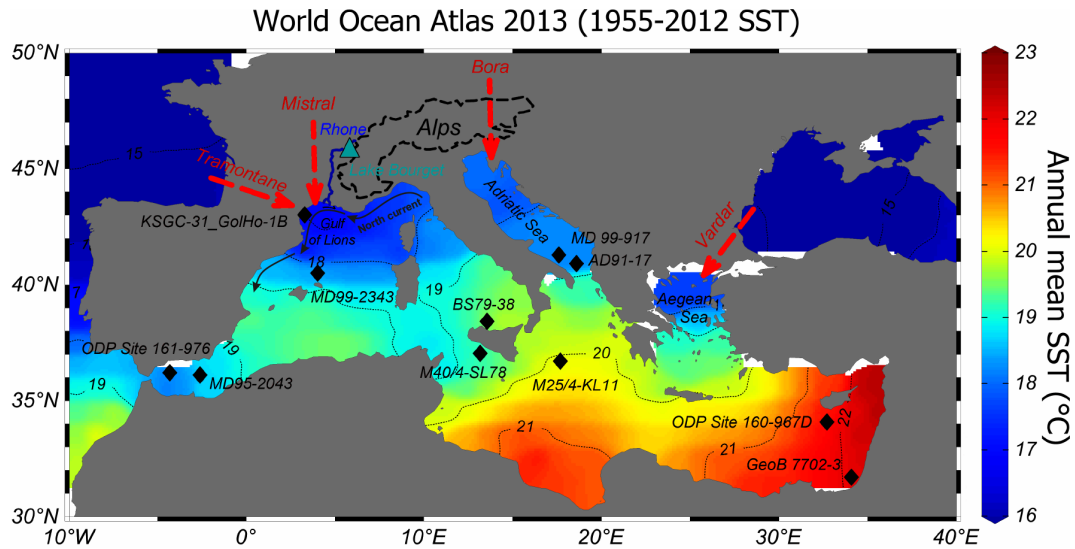 World Ocean Atlas 2013 (1955-2012 SST)
50°N
45°N
40°N
35°N
30°N
10°W
0°
10°E
20°E
30°E
40°E
Bora
Mistral
Rhone
Alps
15
Tramontane
Lake Bourget
KSGC-31_GolHo-1B
Gulf
of Lions
North current
Adriatic Sea
Vardar
15
MD 99-917
AD91-17
18
MD99-2343
19
BS79-38
Aegean
Sea
7
ODP Site 161-976
19
19
MD95-2043
M40/4-SL78
20
M25/4-KL11
21
ODP Site 160-967D
22
21
GeoB 7702-3
23
22
21
20
19
18
17
16
Annual mean SST (°C)